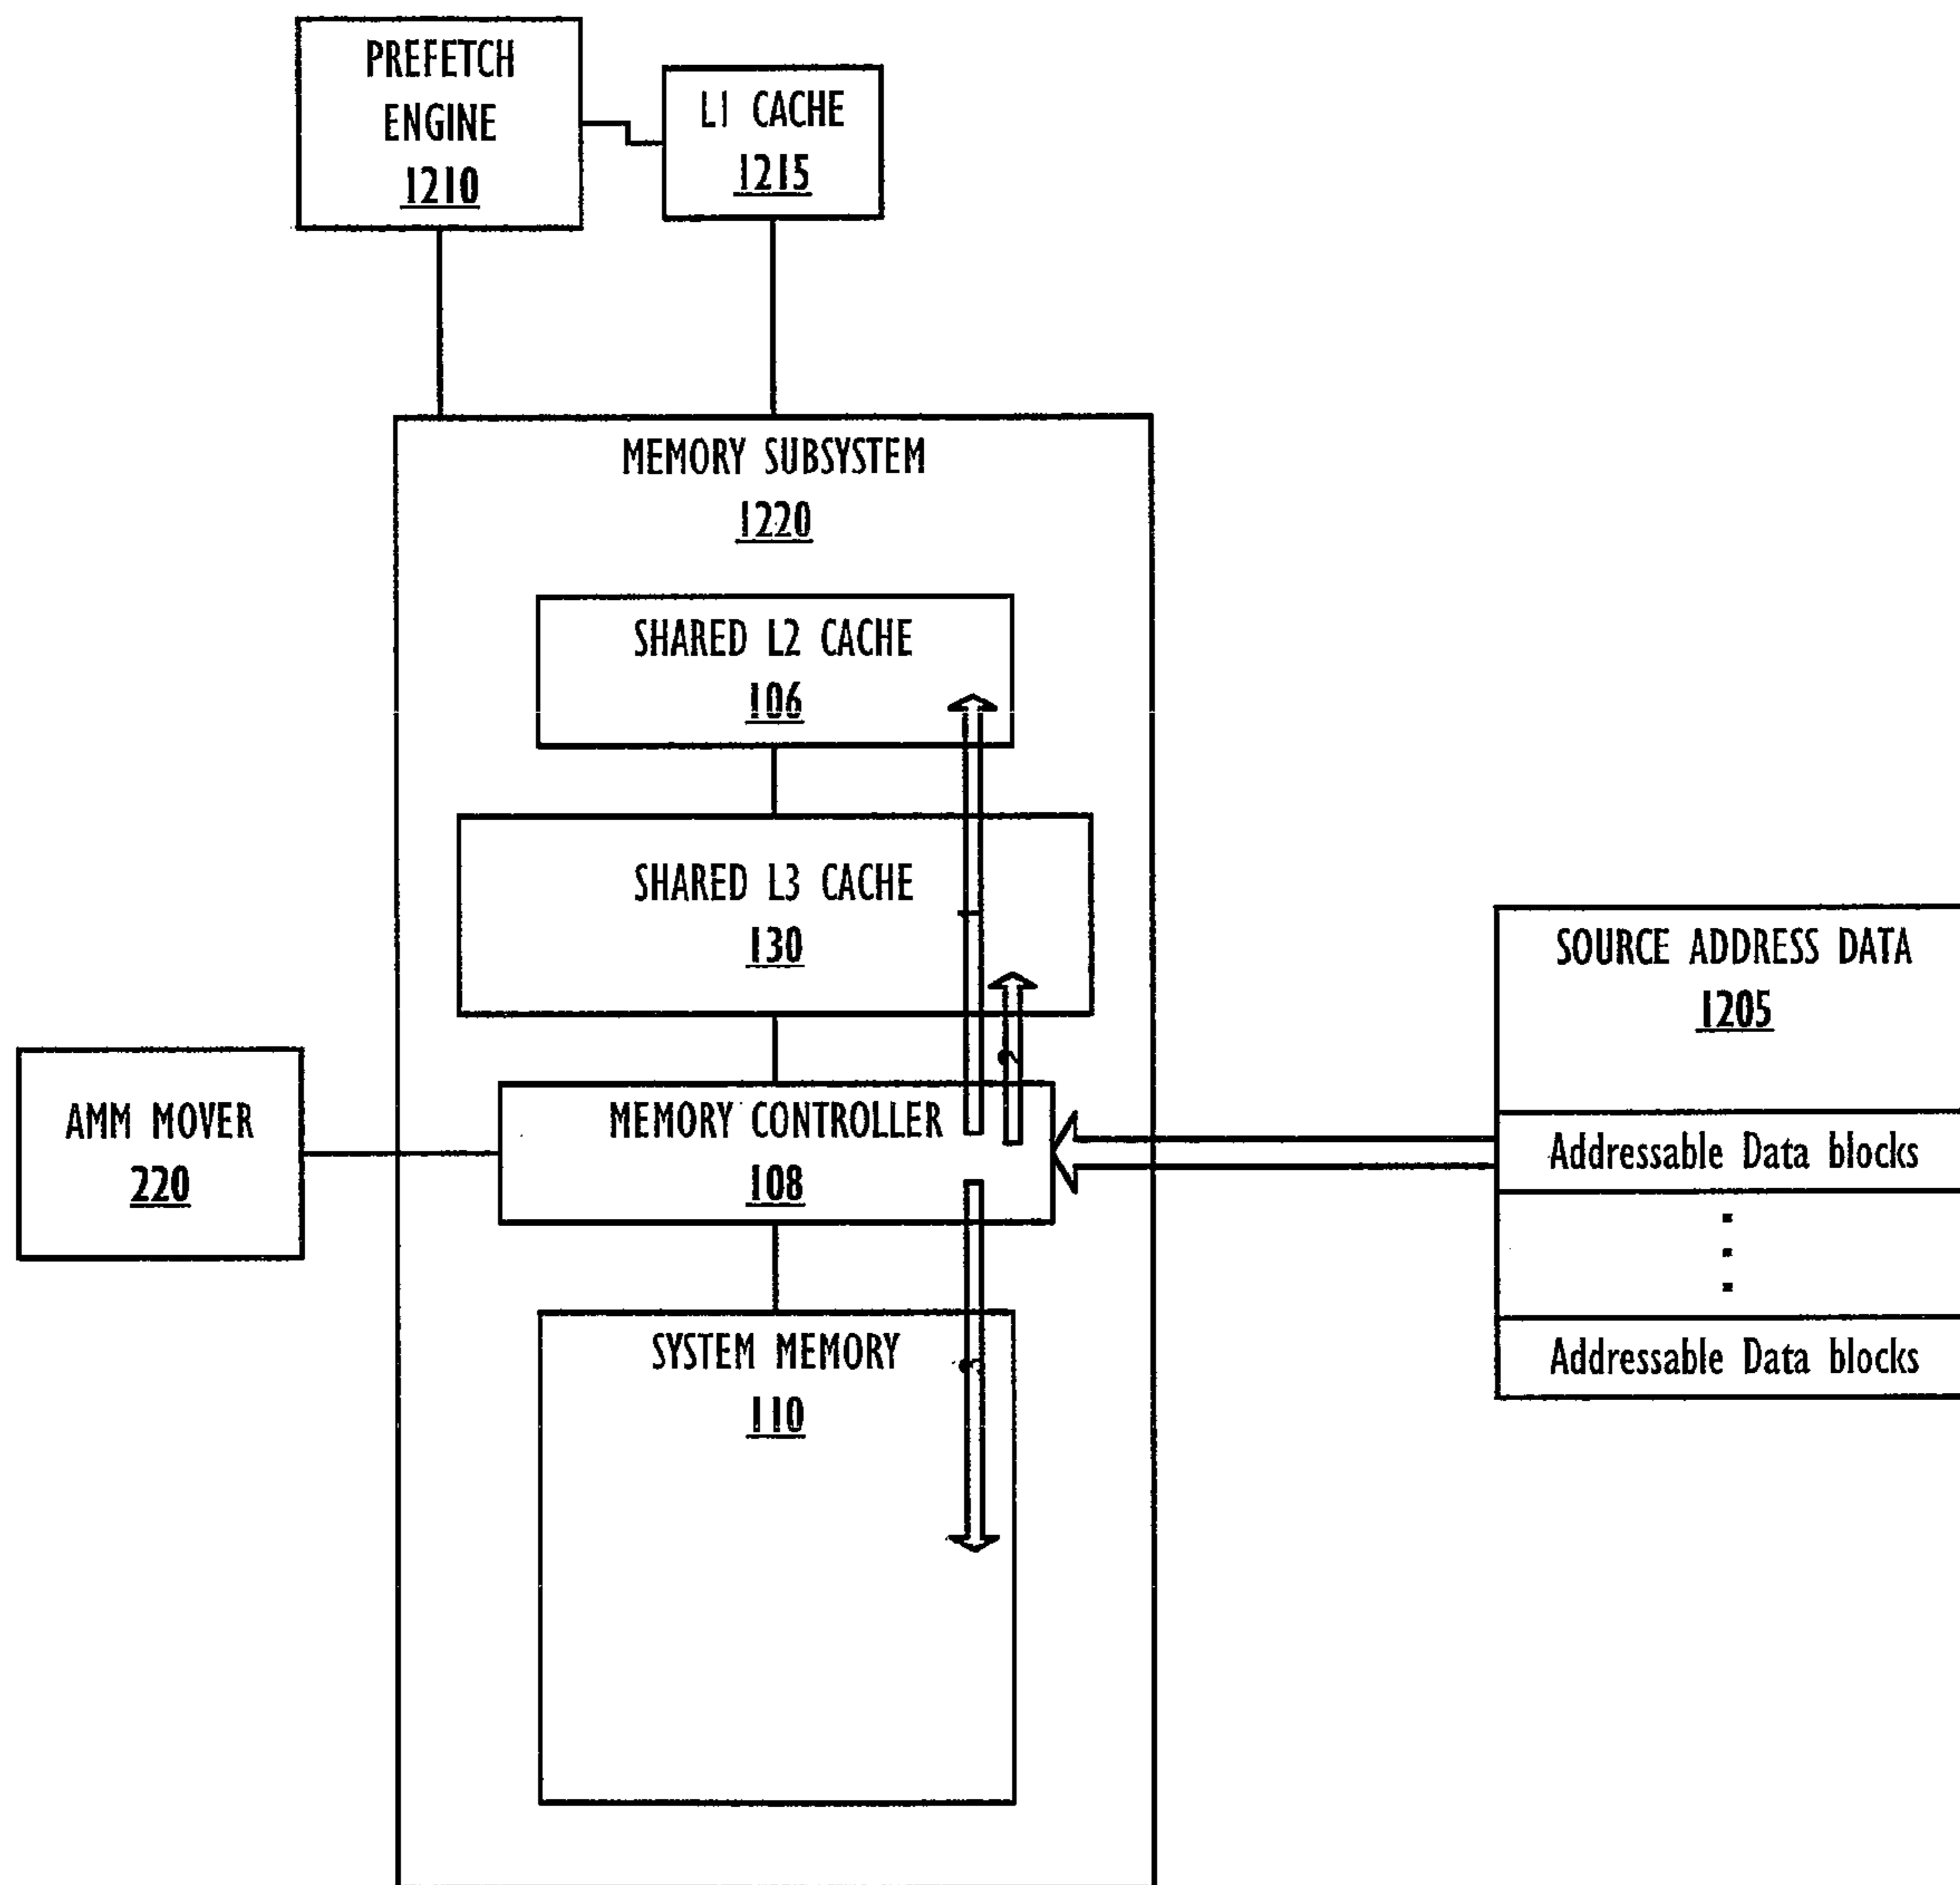 PREFETCH
ENGINE
1210
L1 CACHE
1215
MEMORY SUBSYSTEM
1220
SHARED L2 CACHE
106
SHARED L3 CACHE
130
SOURCE ADDRESS DATA
1205
AMM MOVER
220
MEMORY CONTROLLER
108
Addressable Data blocks
SYSTEM MEMORY
110
Addressable Data blocks